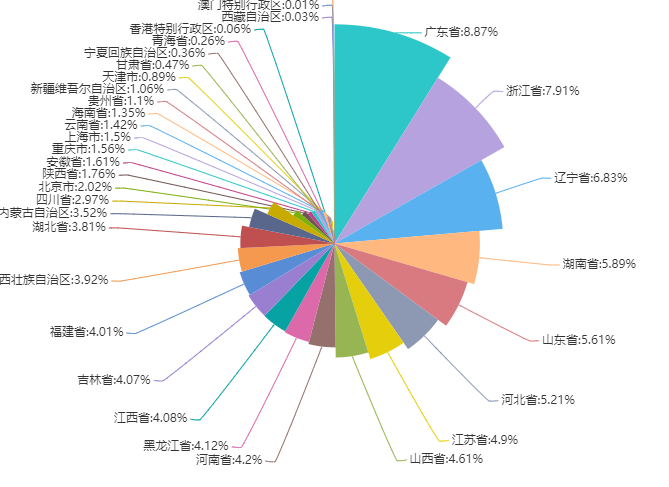 澳门特别行政区:0.01%
西藏自治区:0.03%
香港特别行政区:0.06%
青海省:0.26%
宁夏回族自治区:0.36%
甘肃省:0.47%
天津市:0.89%
新疆维吾尔自治区:1.06%
贵州省:1.1%
海南省:1.35%
云南省:1.42%
上海市:1.5%
重庆市:1.56%
安徽省:1.61%
陕西省:1.76%
北京市:2.02%
四川省:2.97%
内蒙古自治区:3.52%
湖北省:3.81%
西壮族自治区:3.92%
福建省:4.01%
吉林省:4.07%
江西省:4.08%
黑龙江省:4.12%
河南省:4.2%
广东省:8.87%
浙江省:7.91%
辽宁省:6.83%
湖南省:5.89%
山东省:5.61%
河北省:5.21%
江苏省:4.9%
山西省:4.61%